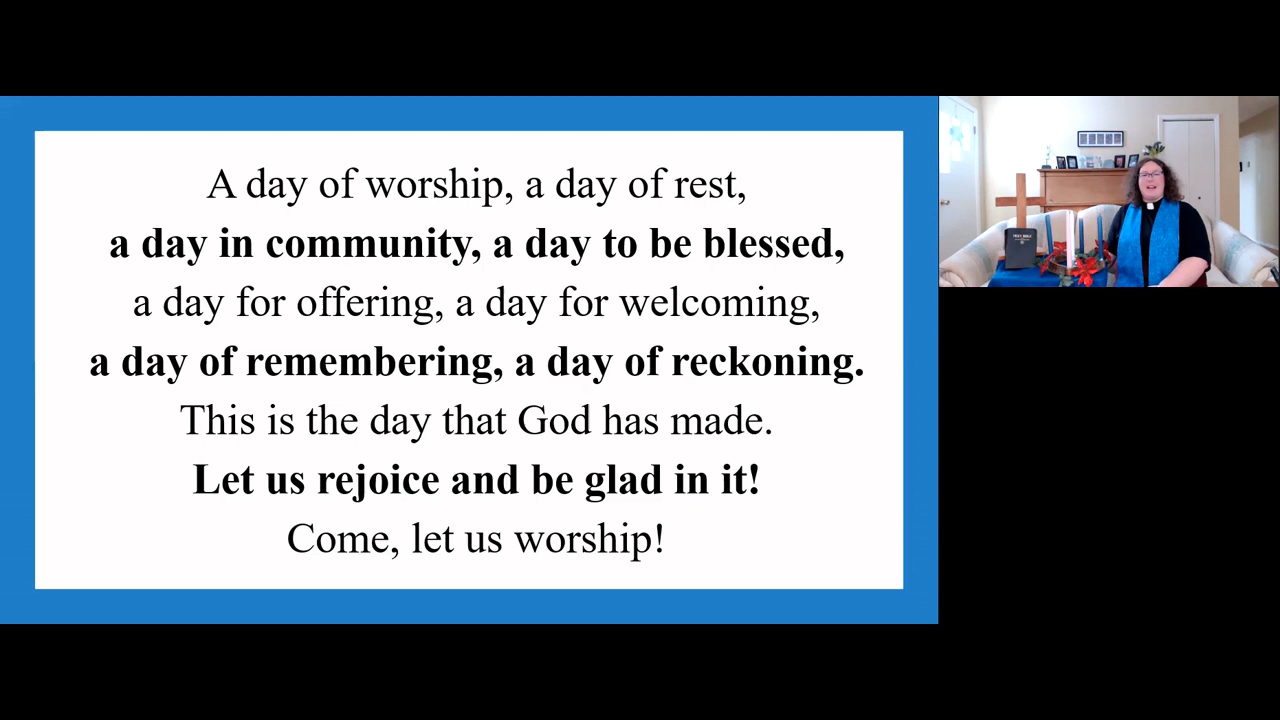 A day of worship, a day of rest,
a day in community, a day to be blessed,
a day for offering, a day for welcoming,
a day of remembering, a day of reckoning.
This is the day that God has made.
Let us rejoice and be glad in it!
Come, let us worship!
HOLY BIBLE